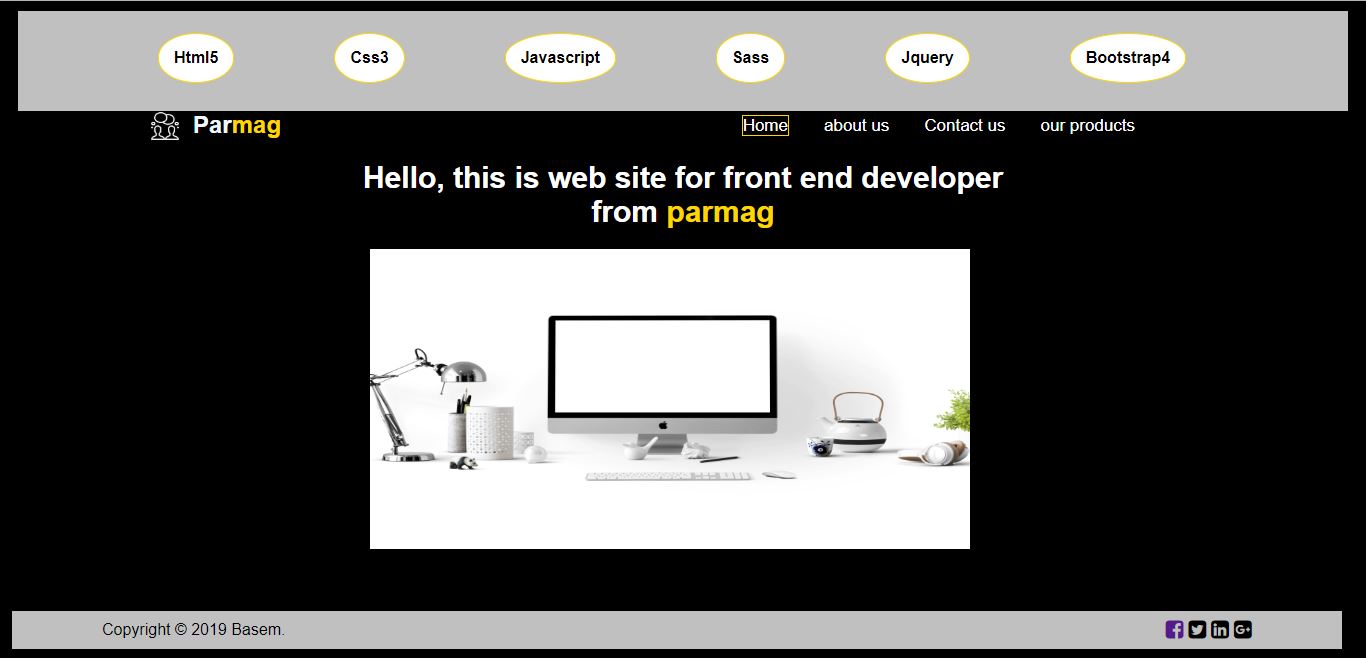 Html5 Css3 Javascript Sass Jquery Bootstrap4
Parmag Home about us Contact us our products
Hello, this is web site for front end developer
from parmag
Copyright © 2019 Basem.